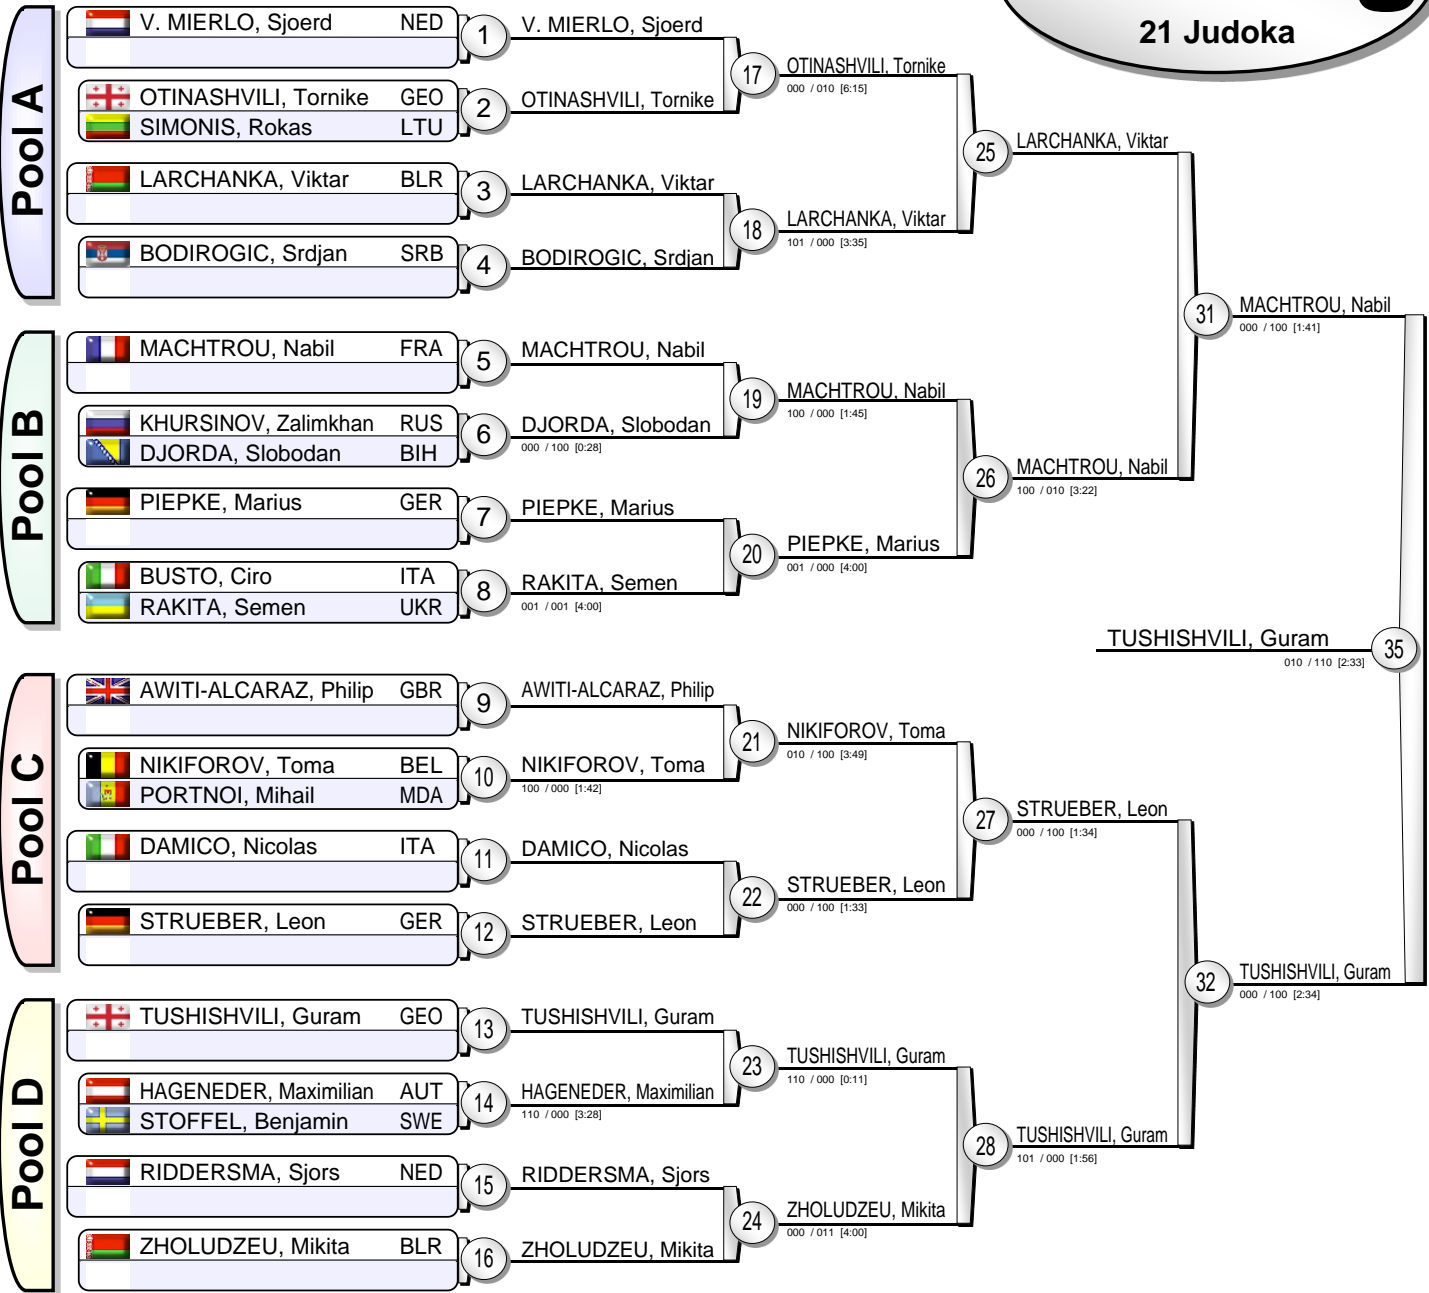 21 Judoka
Pool A
V. MIERLO, Sjoerd NED
1
V. MIERLO, Sjoerd
OTINASHVILI, Tornike GEO
SIMONIS, Rokas LTU
2
OTINASHVILI, Tornike
LARCHANKA, Viktar BLR
3
LARCHANKA, Viktar
BODIROGIC, Srdjan SRB
4
BODIROGIC, Srdjan
Pool B
MACHTROU, Nabil FRA
5
MACHTROU, Nabil
KHURSINOV, Zalimkhan RUS
DJORDA, Slobodan BIH
6
DJORDA, Slobodan
000 / 100 [0:28]
PIEPKE, Marius GER
7
PIEPKE, Marius
BUSTO, Ciro ITA
RAKITA, Semen UKR
8
RAKITA, Semen
001 / 001 [4:00]
Pool C
AWITI-ALCARAZ, Philip GBR
9
AWITI-ALCARAZ, Philip
NIKIFOROV, Toma BEL
PORTNOI, Mihail MDA
10
NIKIFOROV, Toma
100 / 000 [1:42]
DAMICO, Nicolas ITA
11
DAMICO, Nicolas
STRUEBER, Leon GER
12
STRUEBER, Leon
Pool D
TUSHISHVILI, Guram GEO
13
TUSHISHVILI, Guram
HAGENEDER, Maximilian AUT
STOFFEL, Benjamin SWE
14
HAGENEDER, Maximilian
110 / 000 [3:28]
RIDDERSMA, Sjors NED
15
RIDDERSMA, Sjors
ZHOLUDZEU, Mikita BLR
16
ZHOLUDZEU, Mikita
17
OTINASHVILI, Tornike
000 / 010 [6:15]
18
LARCHANKA, Viktar
101 / 000 [3:35]
19
MACHTROU, Nabil
100 / 000 [1:45]
20
PIEPKE, Marius
001 / 000 [4:00]
21
NIKIFOROV, Toma
010 / 100 [3:49]
22
STRUEBER, Leon
000 / 100 [1:33]
23
TUSHISHVILI, Guram
110 / 000 [0:11]
24
ZHOLUDZEU, Mikita
000 / 011 [4:00]
25
LARCHANKA, Viktar
26
MACHTROU, Nabil
100 / 010 [3:22]
27
STRUEBER, Leon
000 / 100 [1:34]
28
TUSHISHVILI, Guram
101 / 000 [1:56]
31
MACHTROU, Nabil
000 / 100 [1:41]
32
TUSHISHVILI, Guram
000 / 100 [2:34]
TUSHISHVILI, Guram
35
010 / 110 [2:33]